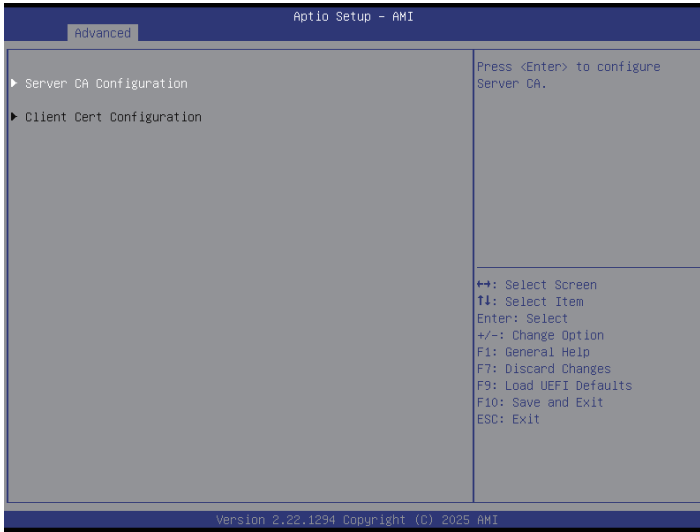 Aptio Setup - AMI
Advanced
▶ Server CA Configuration
▶ Client Cert Configuration
Press <Enter> to configure
Server CA.
↔: Select Screen
↑↓: Select Item
Enter: Select
+/-: Change Option
F1: General Help
F7: Discard Changes
F9: Load UEFI Defaults
F10: Save and Exit
ESC: Exit
Version 2.22.1294 Copyright (C) 2025 AMI